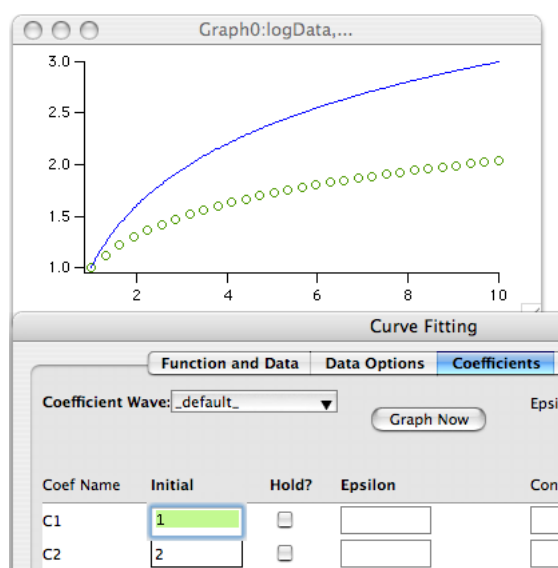 Graph0:logData,...
3.0
2.5
2.0
1.5
1.0
2 4 6 8 10
Curve Fitting
Function and Data Data Options Coefficients
Coefficient Wave: _default_ Graph Now Epsi
Coef Name Initial Hold? Epsilon Con
C1 1
C2 2